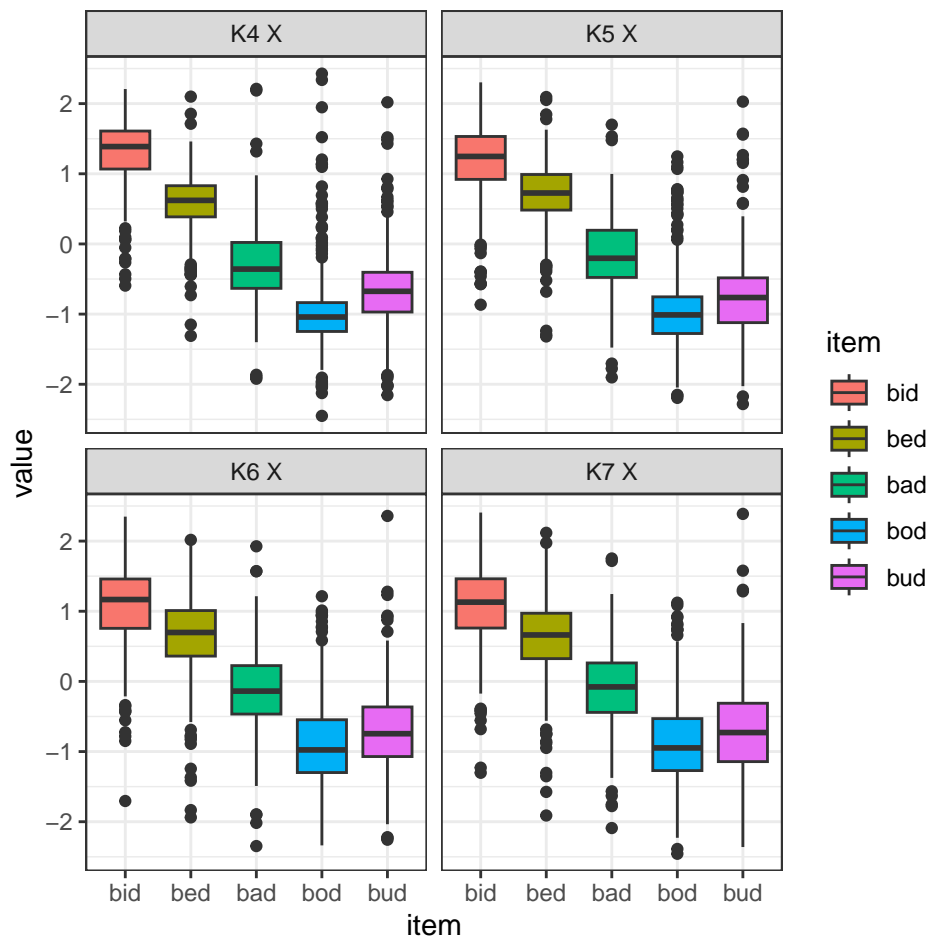 K4 X
K5 X
2
1
0
−1
−2
K6 X
K7 X
2
1
0
−1
−2
bid bed bad bod bud
bid bed bad bod bud
item
value
item
bid
bed
bad
bod
bud